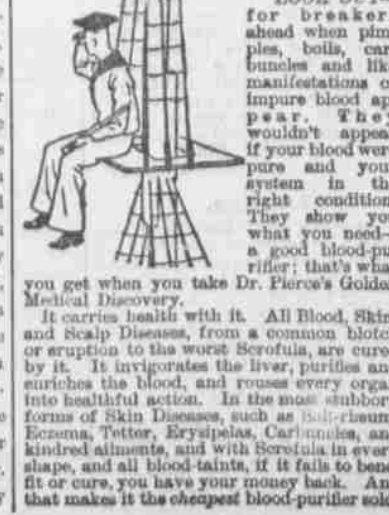 for breaker
ahead when pim
ples, boils, car
buncles and lik
manifestations o
impure blood ap
pear. They
wouldn't appea
if your blood wer
pure and you
system in th
right condition
They show yo
what you need—
a good blood-pu
rifier; that's wha
you get when you take Dr. Pierce's Golde
Medical Discovery.
It carries health with it. All Blood, Skin
and Scalp Diseases, from a common blotc
or eruption to the worst Scrofula, are cure
by it. It invigorates the liver, purifies an
enriches the blood, and rouses every orga
into healthful action. In the most stubbor
forms of Skin Diseases, such as Salt-rheum
Eczema, Tetter, Erysipelas, Carbuncles, an
kindred ailments, and with Scrofula in ever
shape, and all blood-taints, if it fails to bene
fit or cure, you have your money back. An
that makes it the cheapest blood-purifier sold